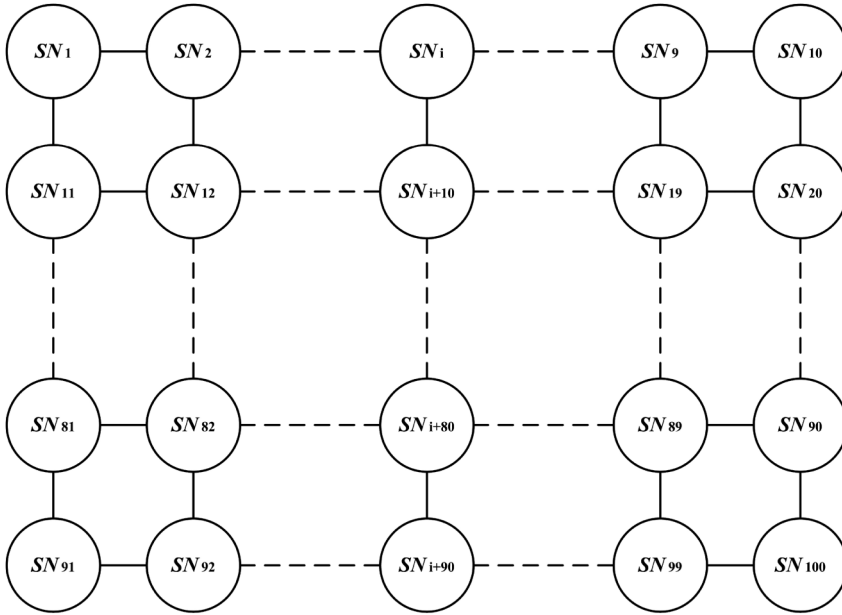 SN1 SN2 SNi SN9 SN10
SN11 SN12 SNi+10 SN19 SN20
SN81 SN82 SNi+80 SN89 SN90
SN91 SN92 SNi+90 SN99 SN100